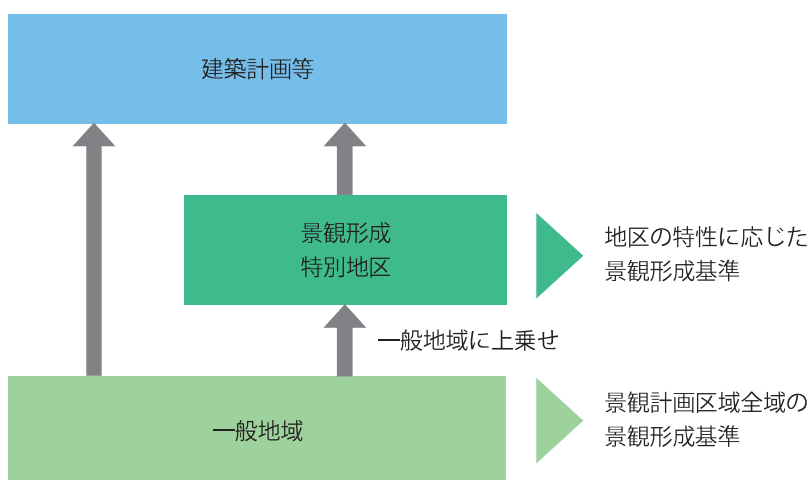 建築計画等
景観形成
特別地区
地区の特性に応じた
景観形成基準
一般地域に上乗せ
一般地域
景観計画区域全域の
景観形成基準